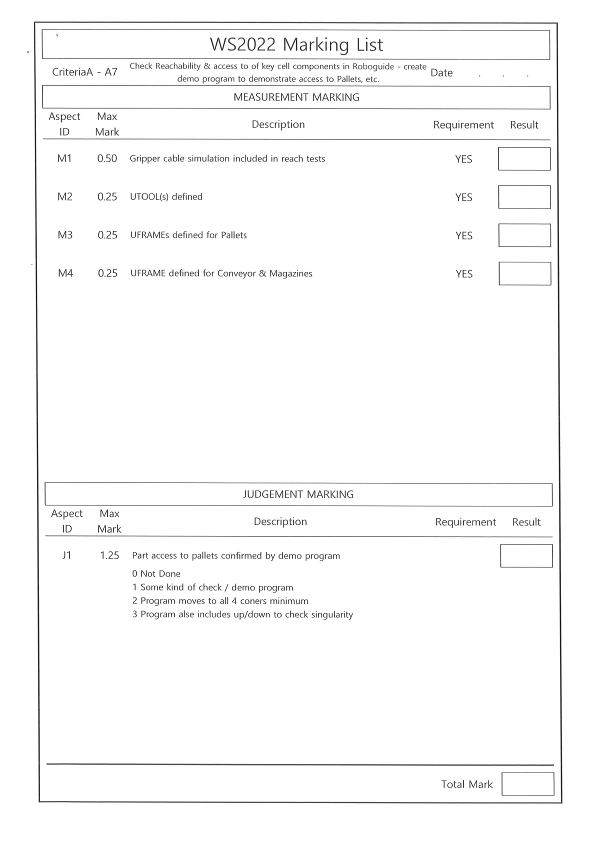 WS2022 Marking List
CriteriaA - A7
Check Reachability & access to of key cell components in Roboguide - create
demo program to demonstrate access to Pallets, etc.
Date . . .
MEASUREMENT MARKING
Aspect ID Max Mark Description Requirement Result
M1 0.50 Gripper cable simulation included in reach tests YES
M2 0.25 UTOOL(s) defined YES
M3 0.25 UFRAMEs defined for Pallets YES
M4 0.25 UFRAME defined for Conveyor & Magazines YES
JUDGEMENT MARKING
Aspect ID Max Mark Description Requirement Result
J1 1.25 Part access to pallets confirmed by demo program
0 Not Done
1 Some kind of check / demo program
2 Program moves to all 4 coners minimum
3 Program alse includes up/down to check singularity
Total Mark